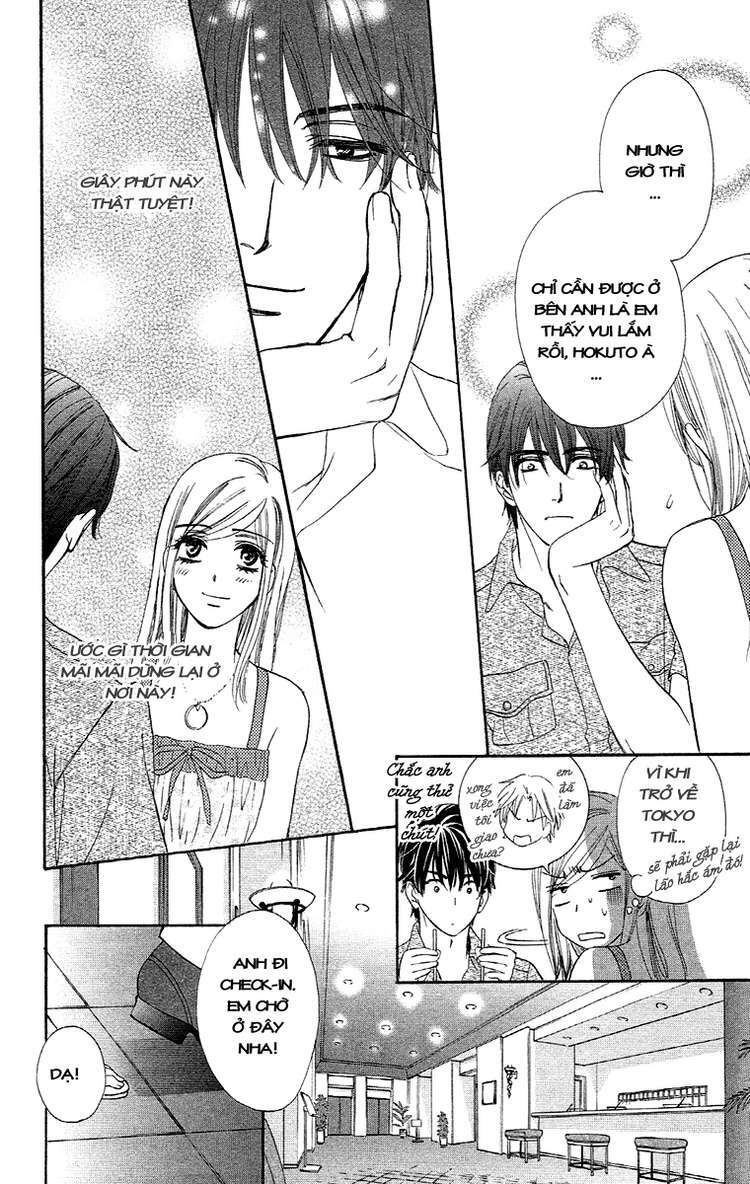 NHƯNG
GIỜ THÌ
...
CHỈ CẦN ĐƯỢC Ở
BÊN ANH LÀ EM
THẤY VUI LẮM
RỒI, HOKUTO À
...
GIÂY PHÚT NÀY
THẬT TUYỆT!
ƯỚC GÌ THỜI GIAN
MÃI MÃI DỪNG LẠI Ở
NƠI NÀY!
VÌ KHI
TRỞ VỀ
TOKYO
THÌ...
sẽ phải gặp lại
lão hắc ám đó!
em
đã
làm
xong
việc
tôi
giao
chưa?
Chắc anh
cũng thử
một
chút!
ANH ĐI
CHECK-IN.
EM CHỜ
Ở ĐÂY
NHA!
DẠ!